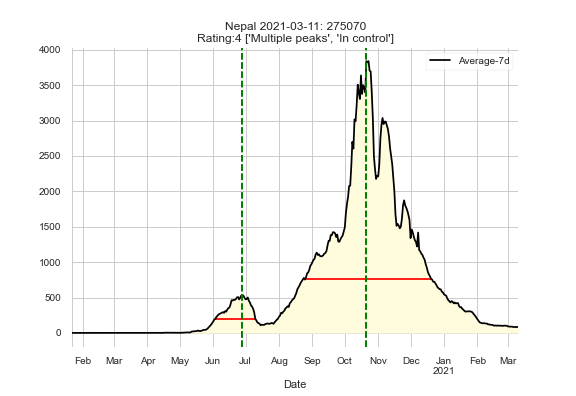 Nepal 2021-03-11: 275070
Rating:4 ['Multiple peaks', 'In control']
Average-7d
4000
3500
3000
2500
2000
1500
1000
500
0
Feb Mar Apr May Jun Jul Aug Sep Oct Nov Dec Jan Feb Mar
2021
Date